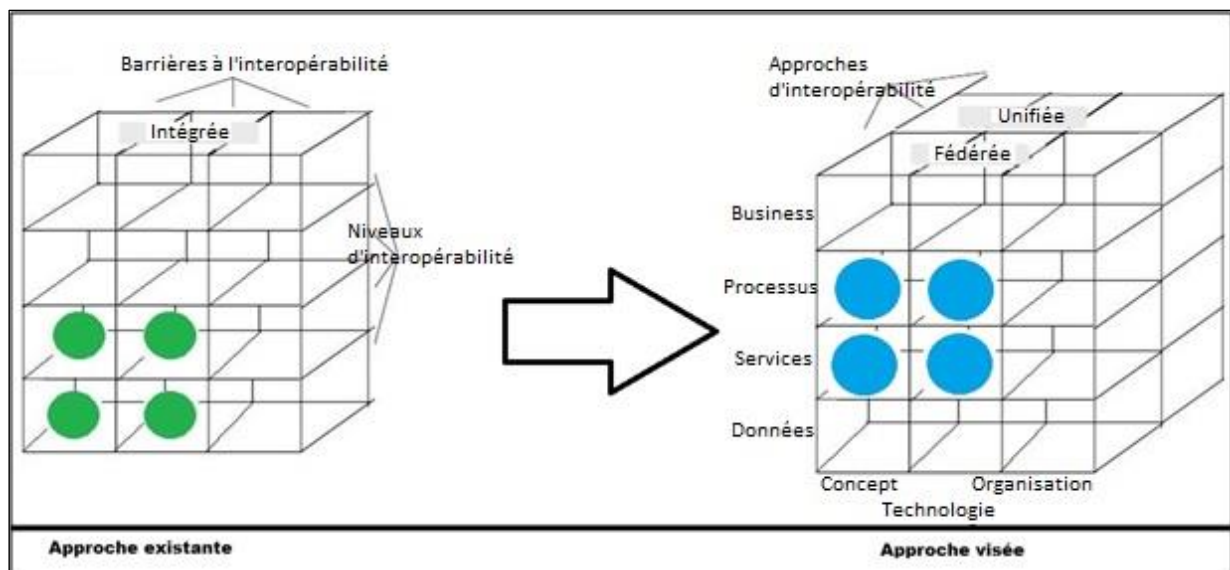 Barrières à l'interopérabilité
Intégrée
Niveaux
d'interopérabilité
Approches
d'interopérabilité
Unifiée
Fédérée
Business
Processus
Services
Données
Concept
Organisation
Technologie
Approche existante
Approche visée